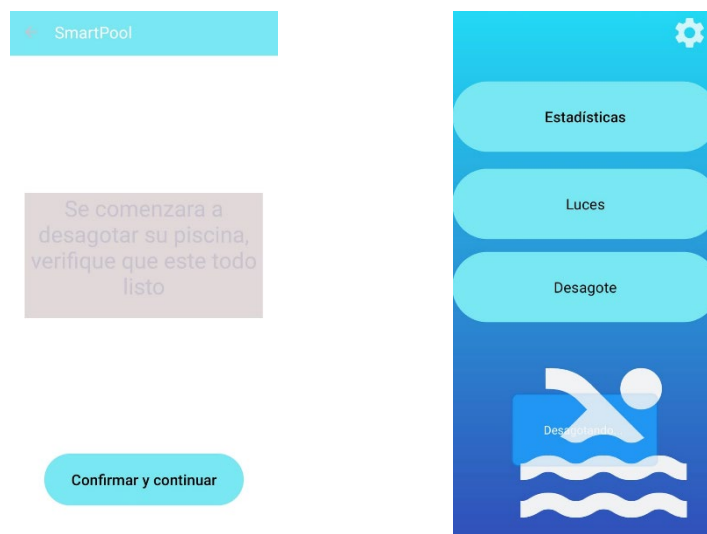 SmartPool
Se comenzara a
desagotar su piscina,
verifique que este todo
listo
Confirmar y continuar
Estadísticas
Luces
Desagote
Desagotando